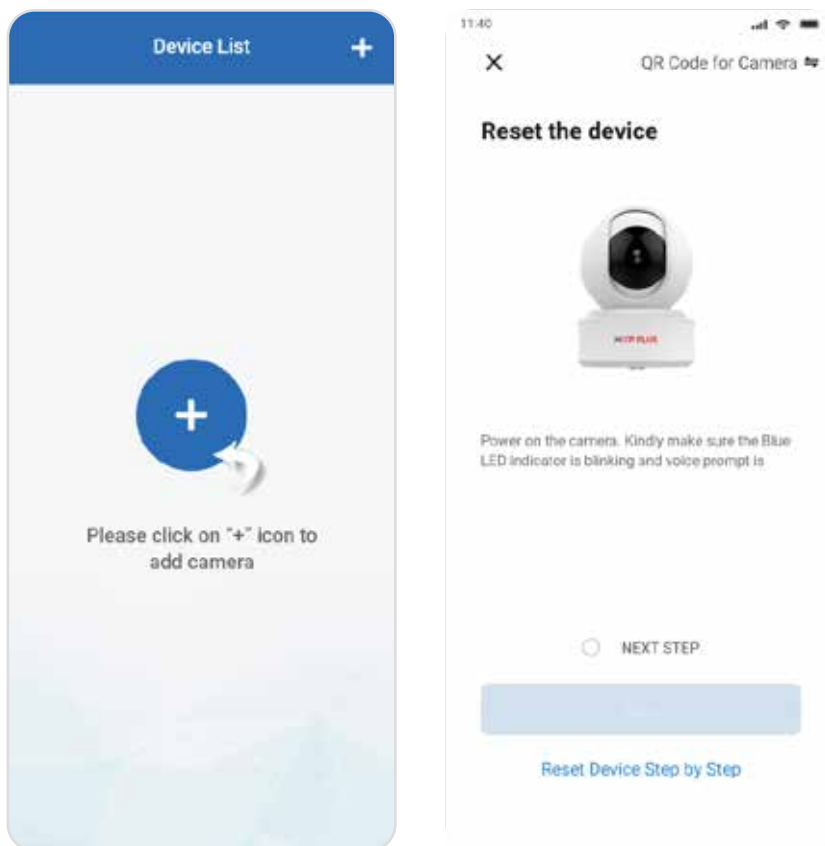 Device List +
+
Please click on "+" icon to
add camera
11:40
× QR Code for Camera
Reset the device
CP PLUS
Power on the camera. Kindly make sure the Blue
LED indicator is blinking and voice prompt is
NEXT STEP
Reset Device Step by Step